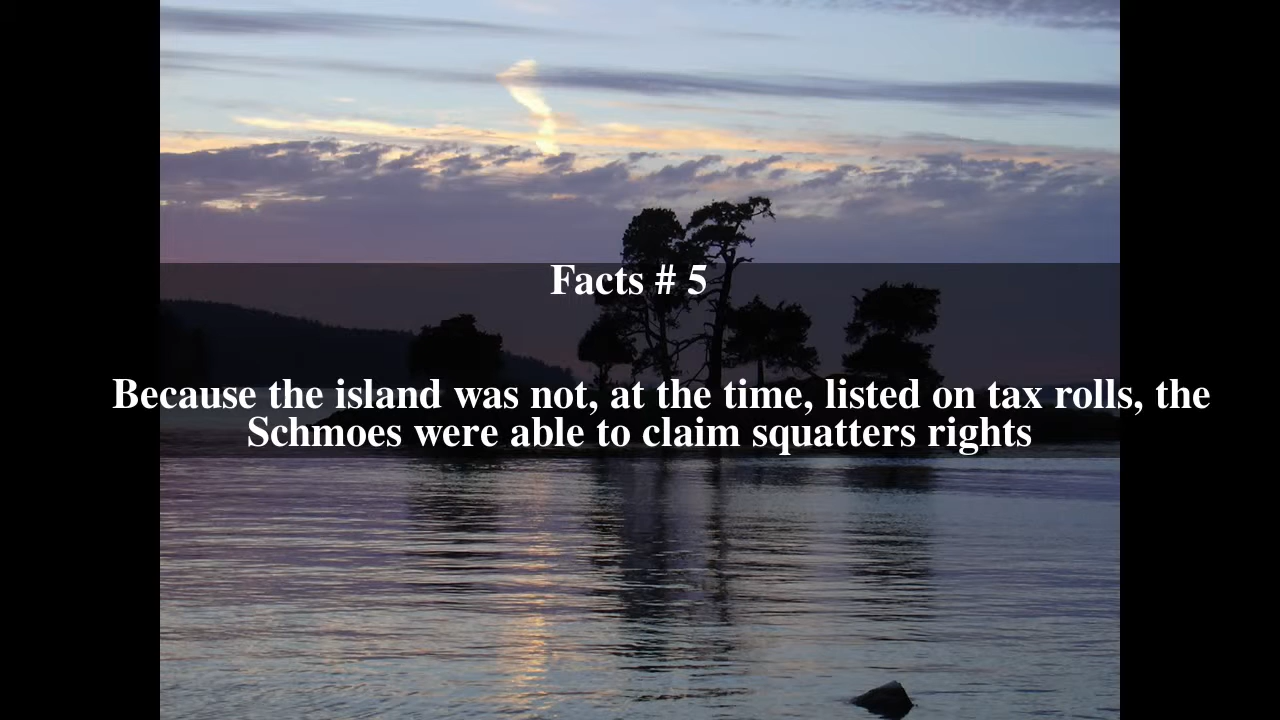 Facts # 5
Because the island was not, at the time, listed on tax rolls, the
Schmoes were able to claim squatters rights